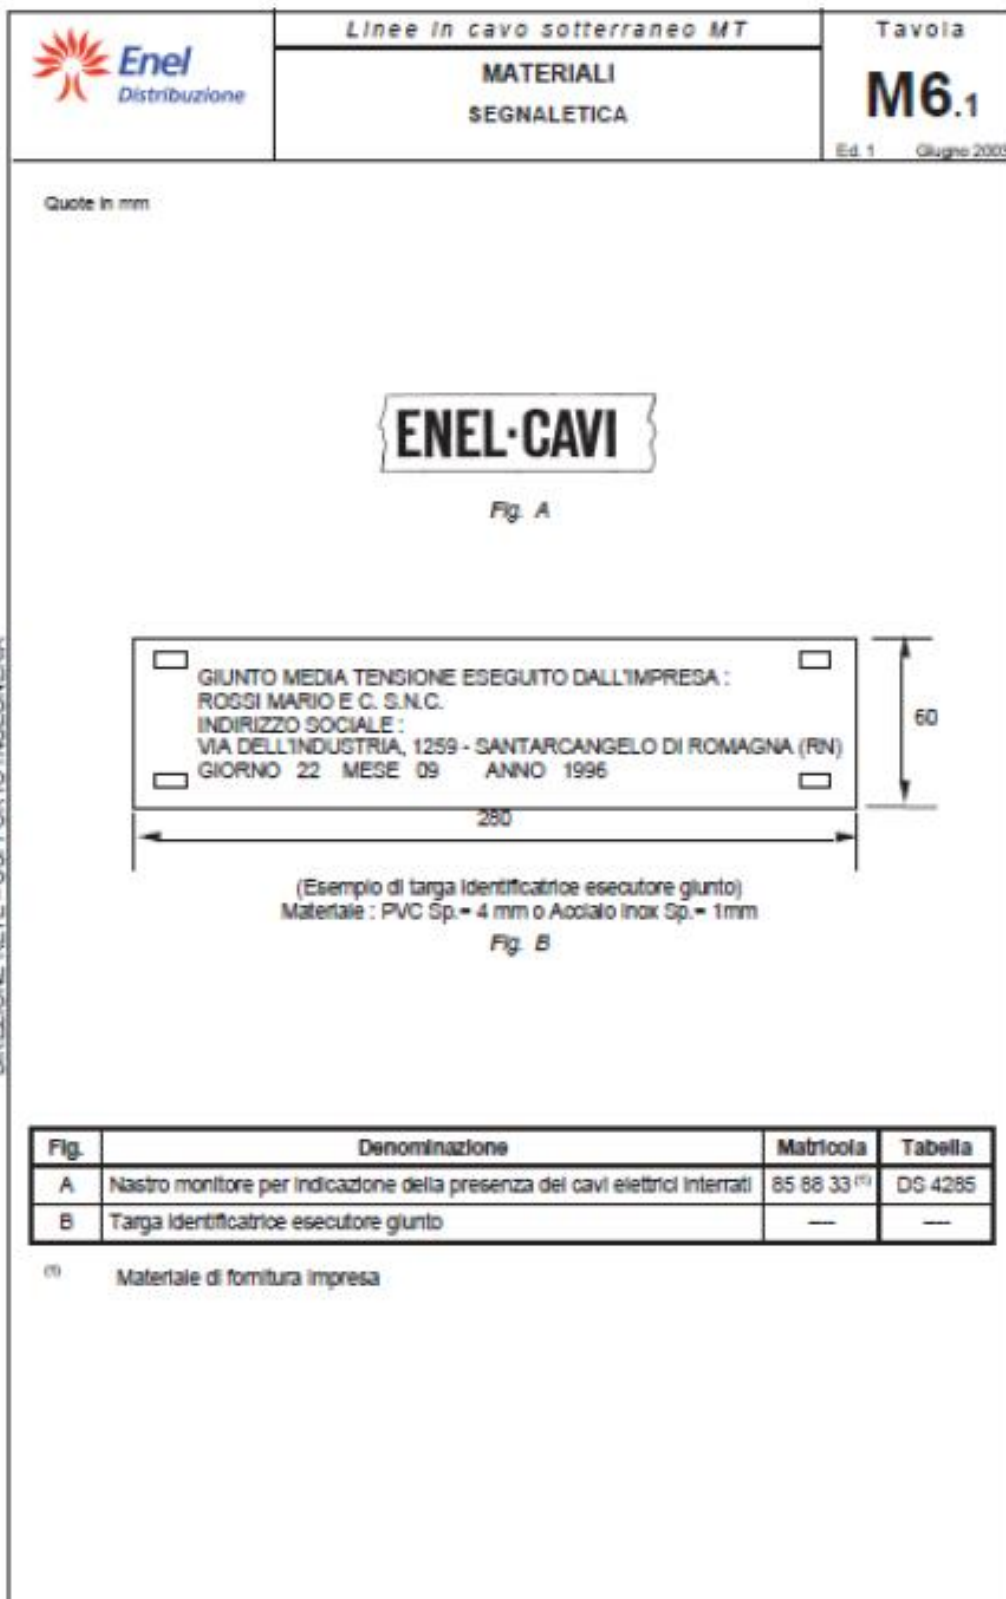 Enel
Distribuzione
Linee in cavo sotterraneo MT
MATERIALI
SEGNALETICA
Tavola
M6.1
Ed. 1 Giugno 2003
Quote in mm
ENEL·CAVI
Fig. A
GIUNTO MEDIA TENSIONE ESEGUITO DALL'IMPRESA :
ROSSI MARIO E C. S.N.C.
INDIRIZZO SOCIALE :
VIA DELL'INDUSTRIA, 1259 - SANTARCANGELO DI ROMAGNA (RN)
GIORNO 22 MESE 09 ANNO 1996
60
280
(Esempio di targa identificatrice esecutore giunto)
Materiale : PVC Sp.= 4 mm o Acciaio Inox Sp.= 1mm
Fig. B
Fig. Denominazione Matricola Tabella
A Nastro monitore per indicazione della presenza dei cavi elettrici interrati 85 88 33 (1) DS 4285
B Targa identificatrice esecutore giunto ---- ----
(1) Materiale di fornitura impresa